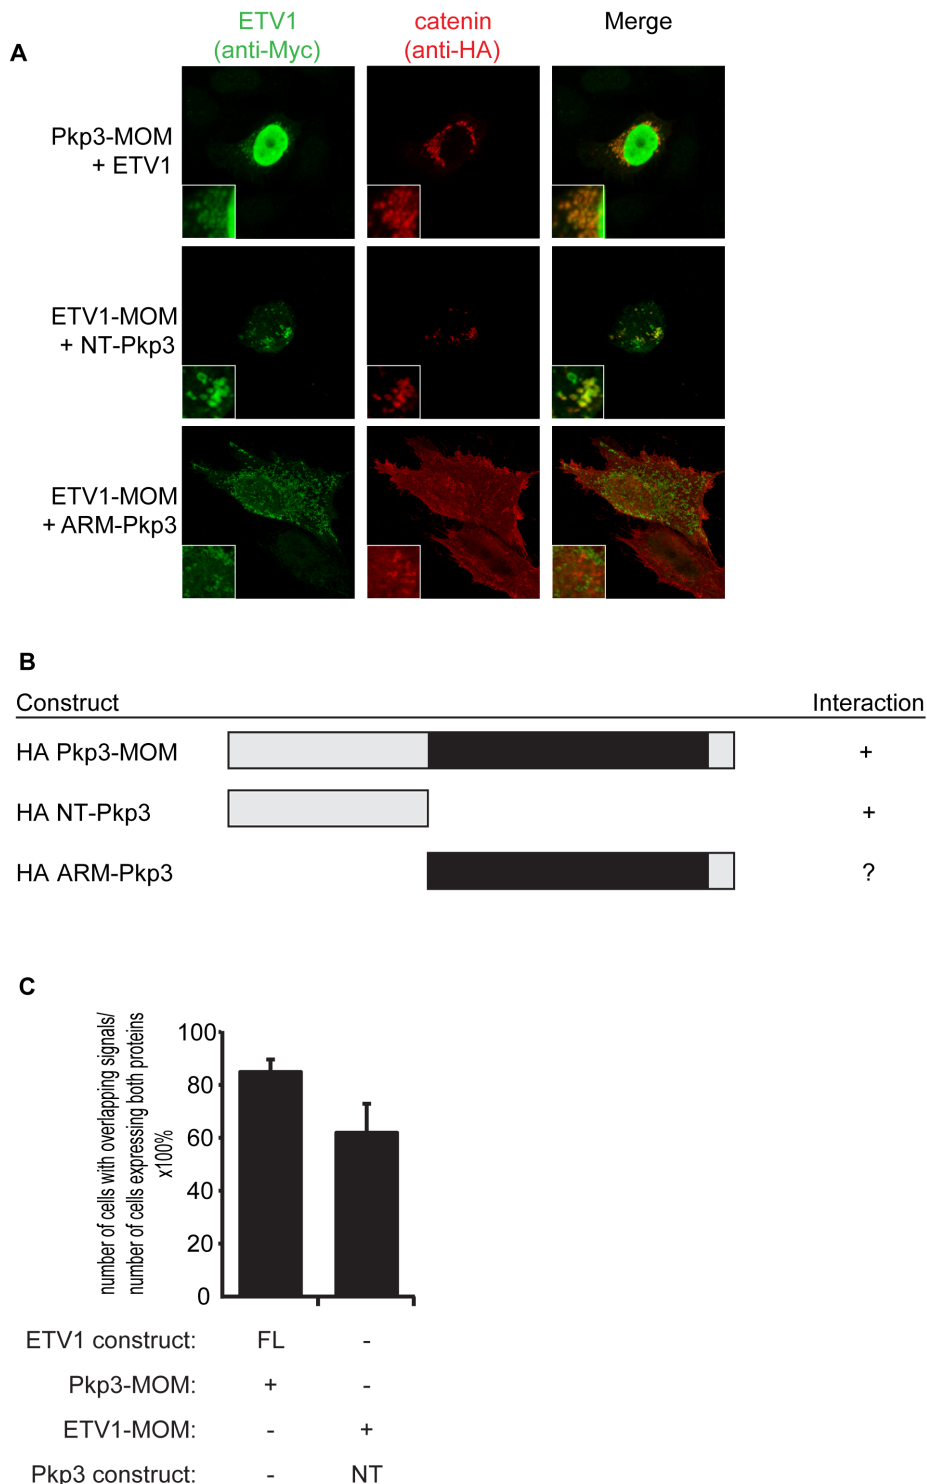 ETV1 catenin Merge
(anti-Myc) (anti-HA)
A
Pkp3-MOM
+ ETV1
ETV1-MOM
+ NT-Pkp3
ETV1-MOM
+ ARM-Pkp3
B
Construct Interaction
HA Pkp3-MOM +
HA NT-Pkp3 +
HA ARM-Pkp3 ?
C
number of cells with overlapping signals/
number of cells expressing both proteins
x100%
100
80
60
40
20
0
ETV1 construct: FL -
Pkp3-MOM: + -
ETV1-MOM: - +
Pkp3 construct: - NT